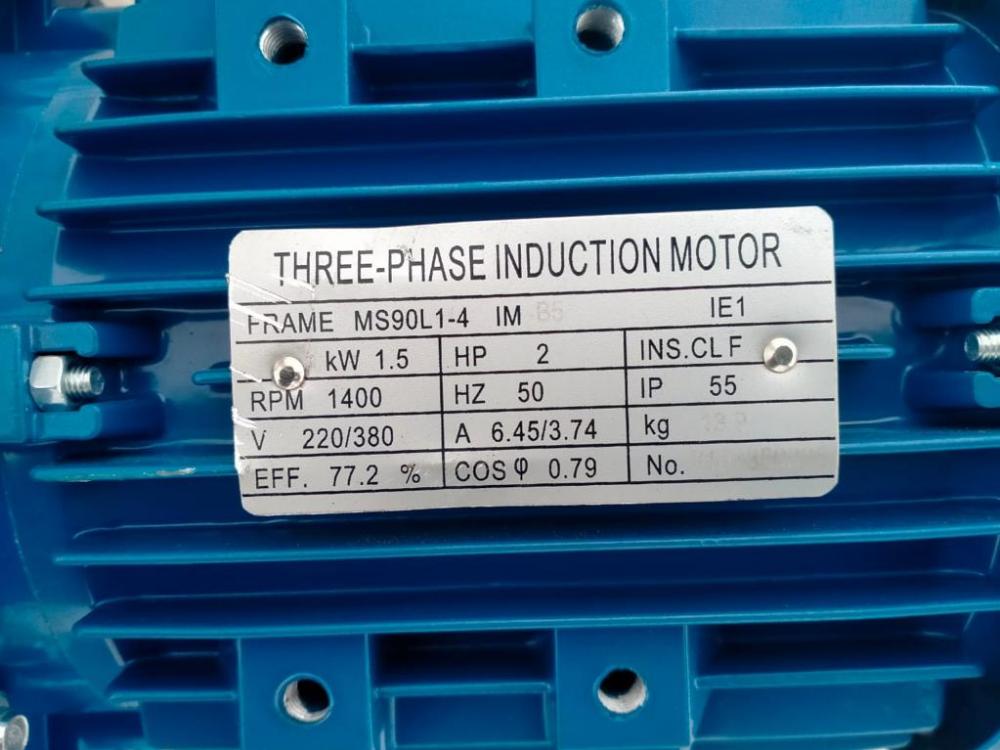 THREE-PHASE INDUCTION MOTOR
FRAME MS90L1-4 IM B5 IE1
kW 1.5 HP 2 INS.CL F
RPM 1400 HZ 50 IP 55
V 220/380 A 6.45/3.74 kg
EFF. 77.2 % COS φ 0.79 No.